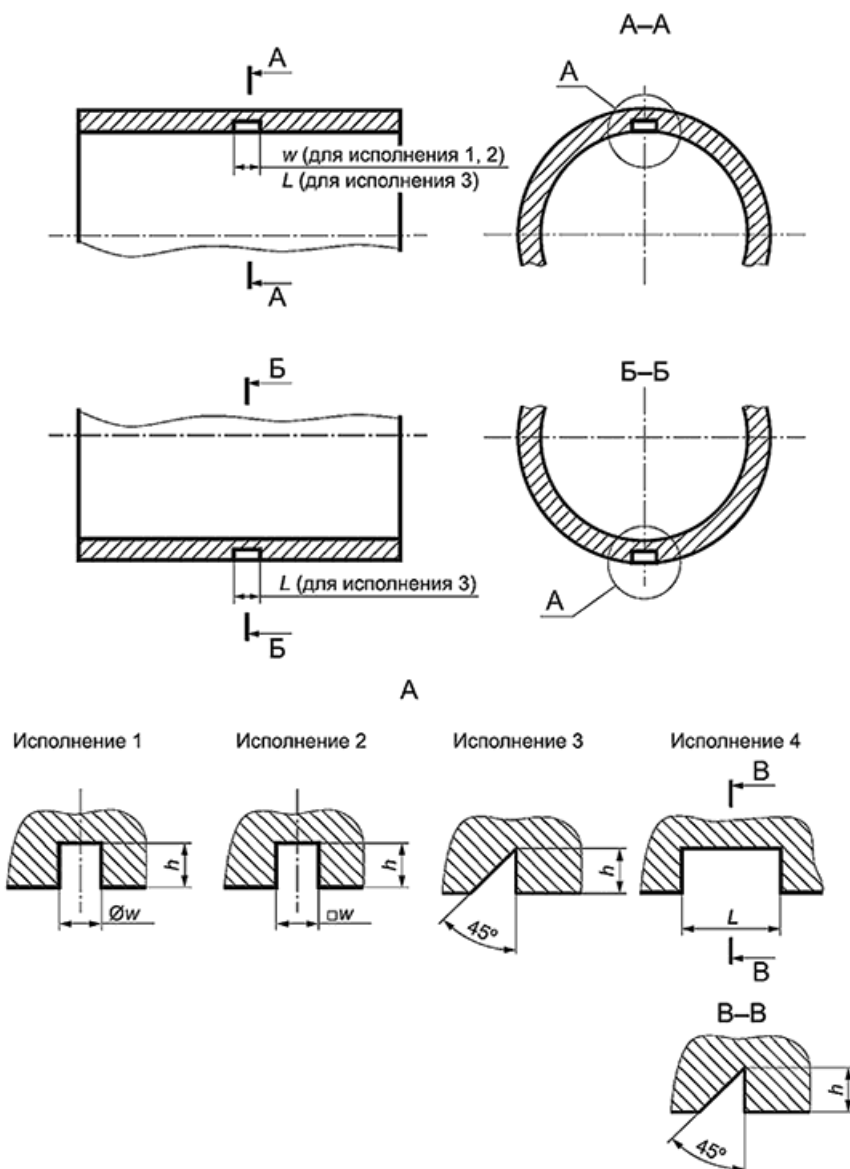 А–А
А
А
w (для исполнения 1, 2)
L (для исполнения 3)
А
Б
Б–Б
L (для исполнения 3)
Б
А
А
Исполнение 1
Исполнение 2
Исполнение 3
Исполнение 4
В
h
h
h
Øw
□w
45°
L
В
В–В
h
45°